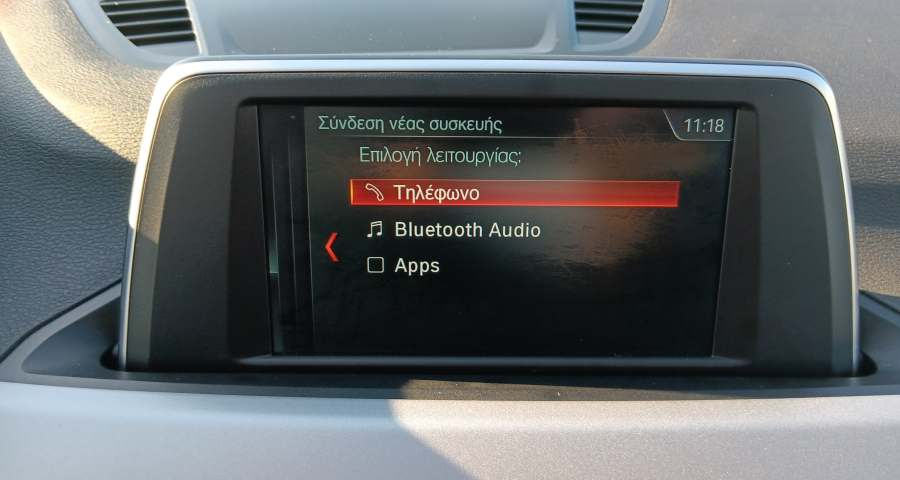 Σύνδεση νέας συσκευής
11:18
Επιλογή λειτουργίας:
Τηλέφωνο
Bluetooth Audio
Apps